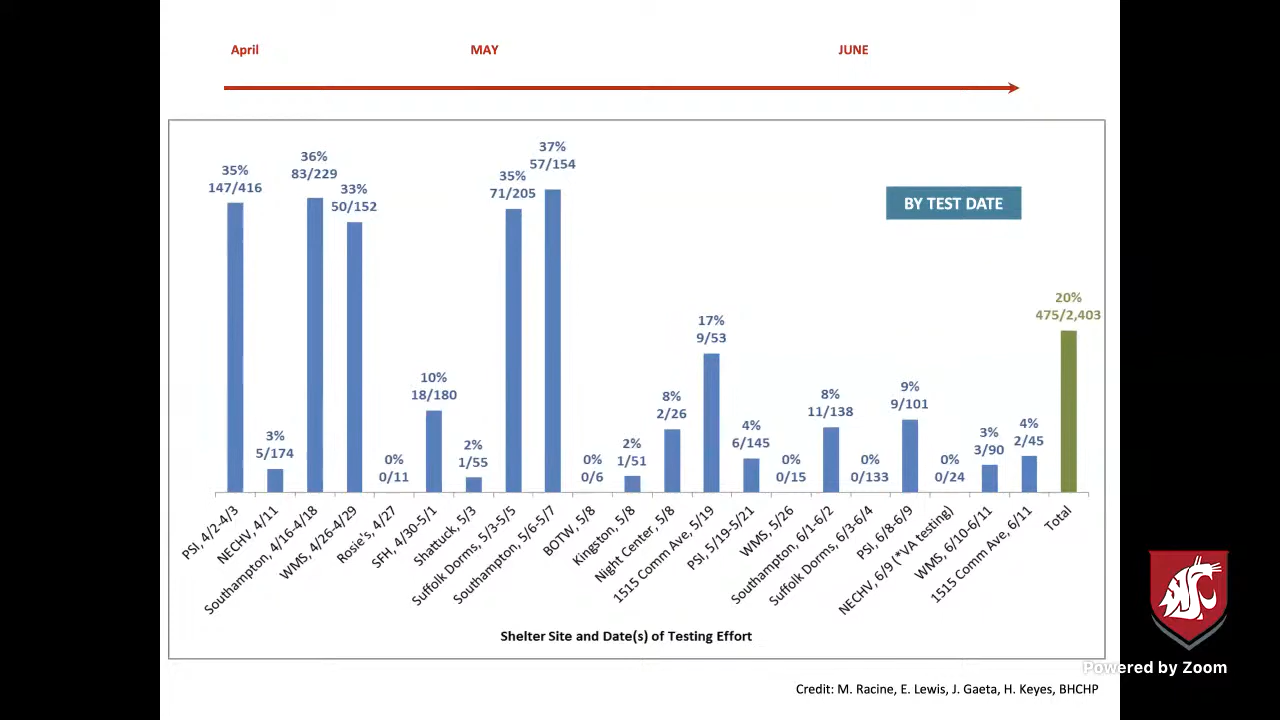 April
MAY
JUNE
BY TEST DATE
35%
147/416
3%
5/174
36%
83/229
33%
50/152
0%
0/11
10%
18/180
2%
1/55
35%
71/205
37%
57/154
0%
0/6
2%
1/51
8%
2/26
17%
9/53
4%
6/145
0%
0/15
8%
11/138
0%
0/133
9%
9/101
0%
0/24
3%
3/90
4%
2/45
20%
475/2,403
PSI, 4/2-4/3
NECHV, 4/11
Southampton, 4/16-4/18
WMS, 4/26-4/29
Rosie's, 4/27
SFH, 4/30-5/1
Shattuck, 5/3
Suffolk Dorms, 5/3-5/5
Southampton, 5/6-5/7
BOTW, 5/8
Kingston, 5/8
Night Center, 5/8
1515 Comm Ave, 5/19
PSI, 5/19-5/21
WMS, 5/26
Southampton, 6/1-6/2
Suffolk Dorms, 6/3-6/4
PSI, 6/8-6/9
NECHV, 6/9 (*VA testing)
WMS, 6/10-6/11
1515 Comm Ave, 6/11
Total
Shelter Site and Date(s) of Testing Effort
Powered by Zoom
Credit: M. Racine, E. Lewis, J. Gaeta, H. Keyes, BHCHP